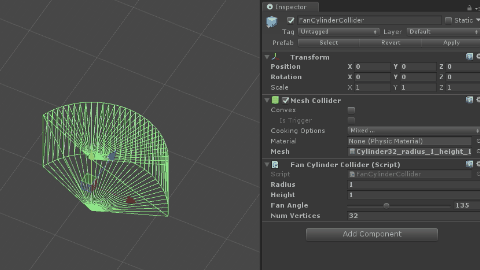 Inspector
FanCylinderCollider
Static
Tag Untagged Layer Default
Prefab Select Revert Apply
Transform
Position X 0 Y 0 Z 0
Rotation X 0 Y 0 Z 0
Scale X 1 Y 1 Z 1
Mesh Collider
Convex
Is Trigger
Cooking Options Mixed...
Material None (Physic Material)
Mesh Cylinder32_radius_1_height_1
Fan Cylinder Collider (Script)
Script FanCylinderCollider
Radius 1
Height 1
Fan Angle 135
Num Vertices 32
Add Component